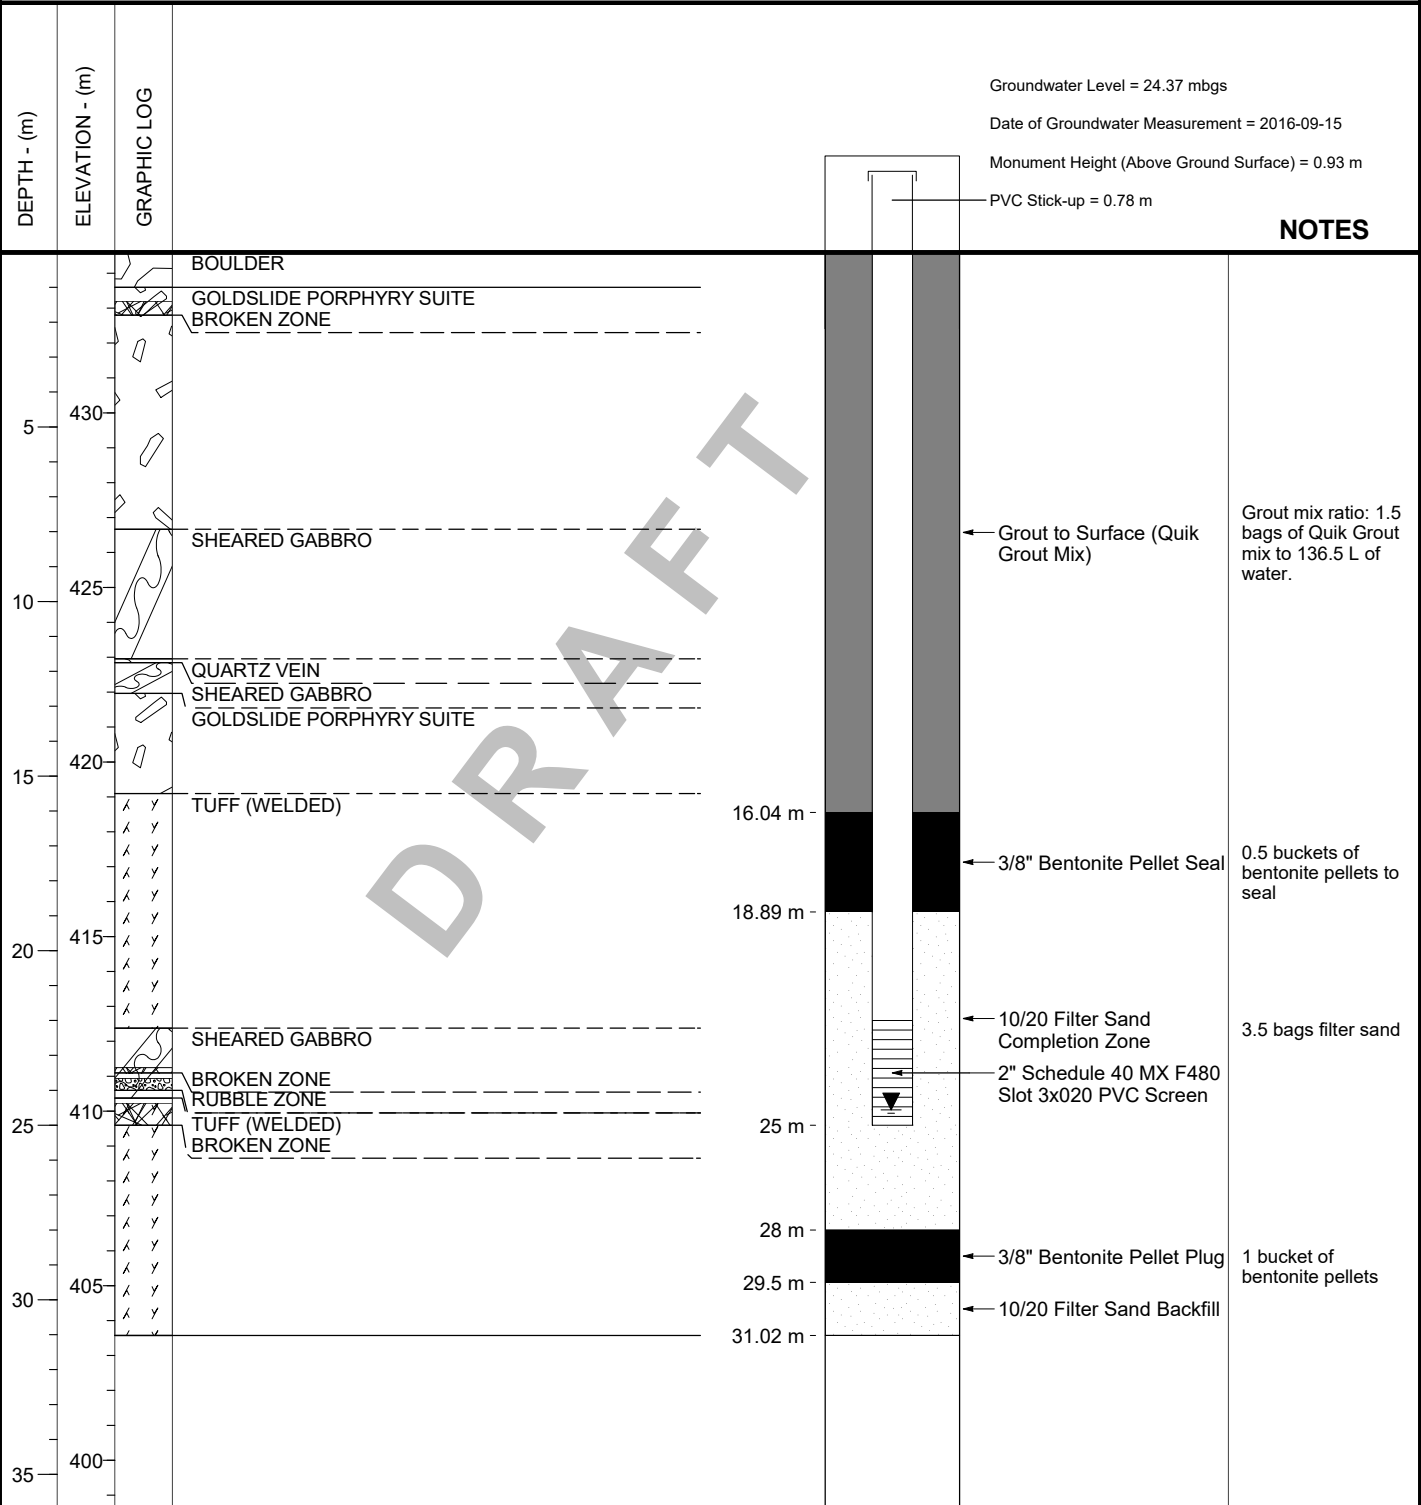 DEPTH - (m)
ELEVATION - (m)
GRAPHIC LOG
Groundwater Level = 24.37 mbgs
Date of Groundwater Measurement = 2016-09-15
Monument Height (Above Ground Surface) = 0.93 m
PVC Stick-up = 0.78 m
NOTES
BOULDER
GOLDSLIDE PORPHYRY SUITE
BROKEN ZONE
430
5
SHEARED GABBRO
Grout to Surface (Quik
Grout Mix)
Grout mix ratio: 1.5
bags of Quik Grout
mix to 136.5 L of
water.
425
10
QUARTZ VEIN
SHEARED GABBRO
GOLDSLIDE PORPHYRY SUITE
420
15
TUFF (WELDED)
16.04 m
3/8" Bentonite Pellet Seal
0.5 buckets of
bentonite pellets to
seal
18.89 m
415
20
10/20 Filter Sand
Completion Zone
3.5 bags filter sand
SHEARED GABBRO
BROKEN ZONE
RUBBLE ZONE
2" Schedule 40 MX F480
Slot 3x020 PVC Screen
410
25
TUFF (WELDED)
BROKEN ZONE
25 m
28 m
3/8" Bentonite Pellet Plug
1 bucket of
bentonite pellets
29.5 m
405
30
10/20 Filter Sand Backfill
31.02 m
400
35
DRAFT